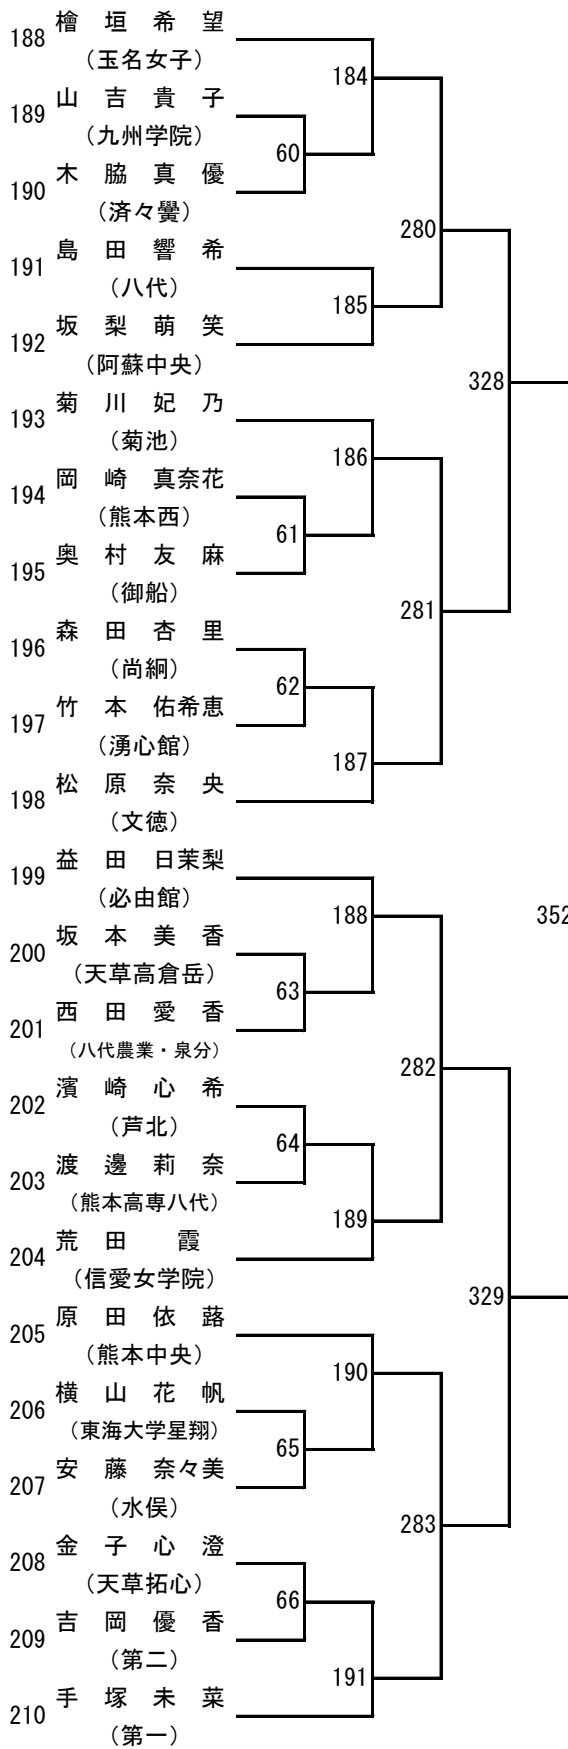 188 檜垣希望
（玉名女子）
184
189 山吉貴子
（九州学院）
60
190 木脇真優
（済々黌）
280
191 島田響希
（八代）
185
192 坂梨萌笑
（阿蘇中央）
328
193 菊川妃乃
（菊池）
186
194 岡崎真奈花
（熊本西）
61
195 奥村友麻
（御船）
281
196 森田杏里
（尚絅）
62
197 竹本佑希恵
（湧心館）
187
198 松原奈央
（文徳）
199 益田日茉梨
（必由館）
188
352
200 坂本美香
（天草高倉岳）
63
201 西田愛香
（八代農業・泉分）
282
202 濱崎心希
（芦北）
64
203 渡邊莉奈
（熊本高専八代）
189
204 荒田霞
（信愛女学院）
329
205 原田依蕗
（熊本中央）
190
206 横山花帆
（東海大学星翔）
65
207 安藤奈々美
（水俣）
283
208 金子心澄
（天草拓心）
66
209 吉岡優香
（第二）
191
210 手塚未菜
（第一）